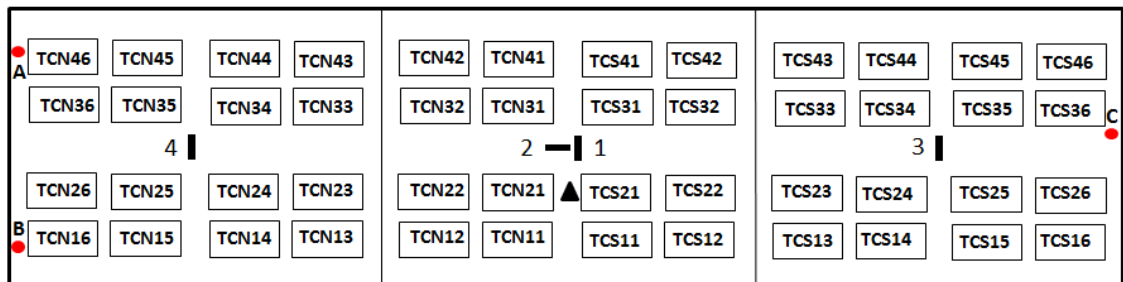 TCN46 TCN45 TCN44 TCN43 TCN42 TCN41 TCS41 TCS42 TCS43 TCS44 TCS45 TCS46
A
TCN36 TCN35 TCN34 TCN33 TCN32 TCN31 TCS31 TCS32 TCS33 TCS34 TCS35 TCS36 C
4 2 1 3
TCN26 TCN25 TCN24 TCN23 TCN22 TCN21 TCS21 TCS22 TCS23 TCS24 TCS25 TCS26
B
TCN16 TCN15 TCN14 TCN13 TCN12 TCN11 TCS11 TCS12 TCS13 TCS14 TCS15 TCS16